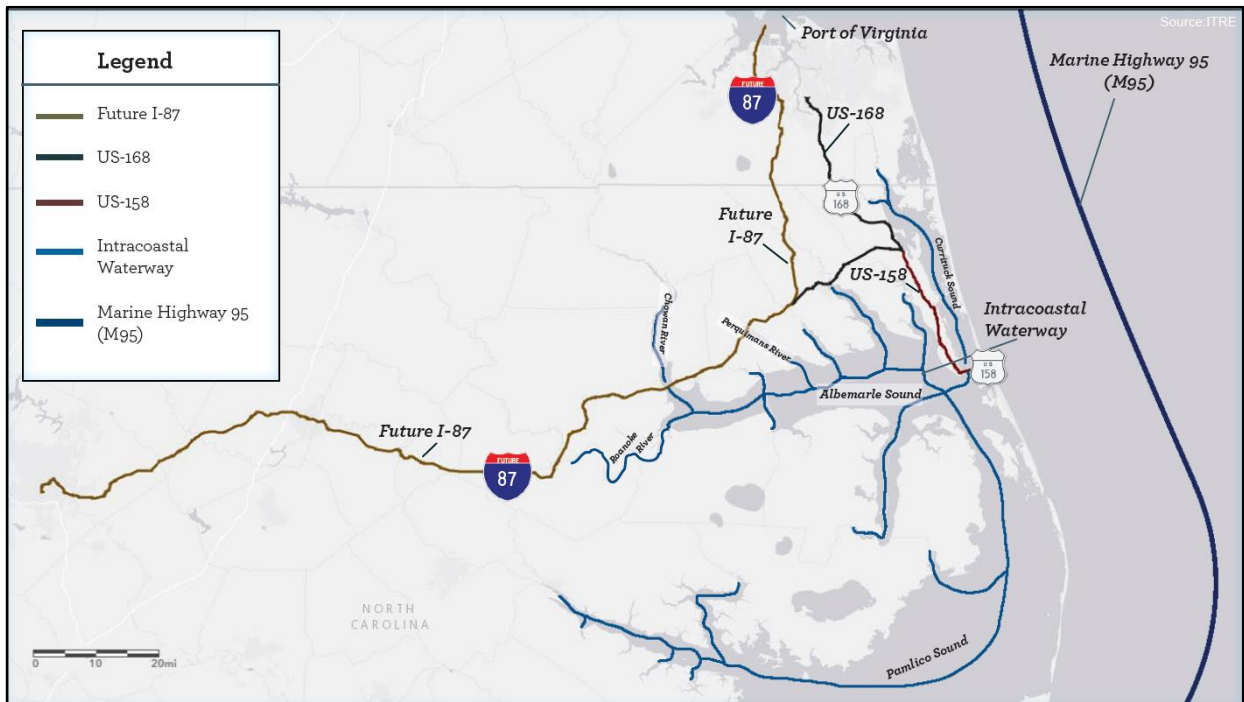 Source:ITRE
Legend
Future I-87
US-168
US-158
Intracoastal
Waterway
Marine Highway 95
(M95)
Port of Virginia
Marine Highway 95
(M95)
FUTURE
87
US-168
U S
168
Future
I-87
US-158
Currituck Sound
Intracoastal
Waterway
Chowan River
Perquimans River
U S
158
Albemarle Sound
Future I-87
FUTURE
87
Roanoke
River
NORTH
CAROLINA
Pamlico Sound
0 10 20mi